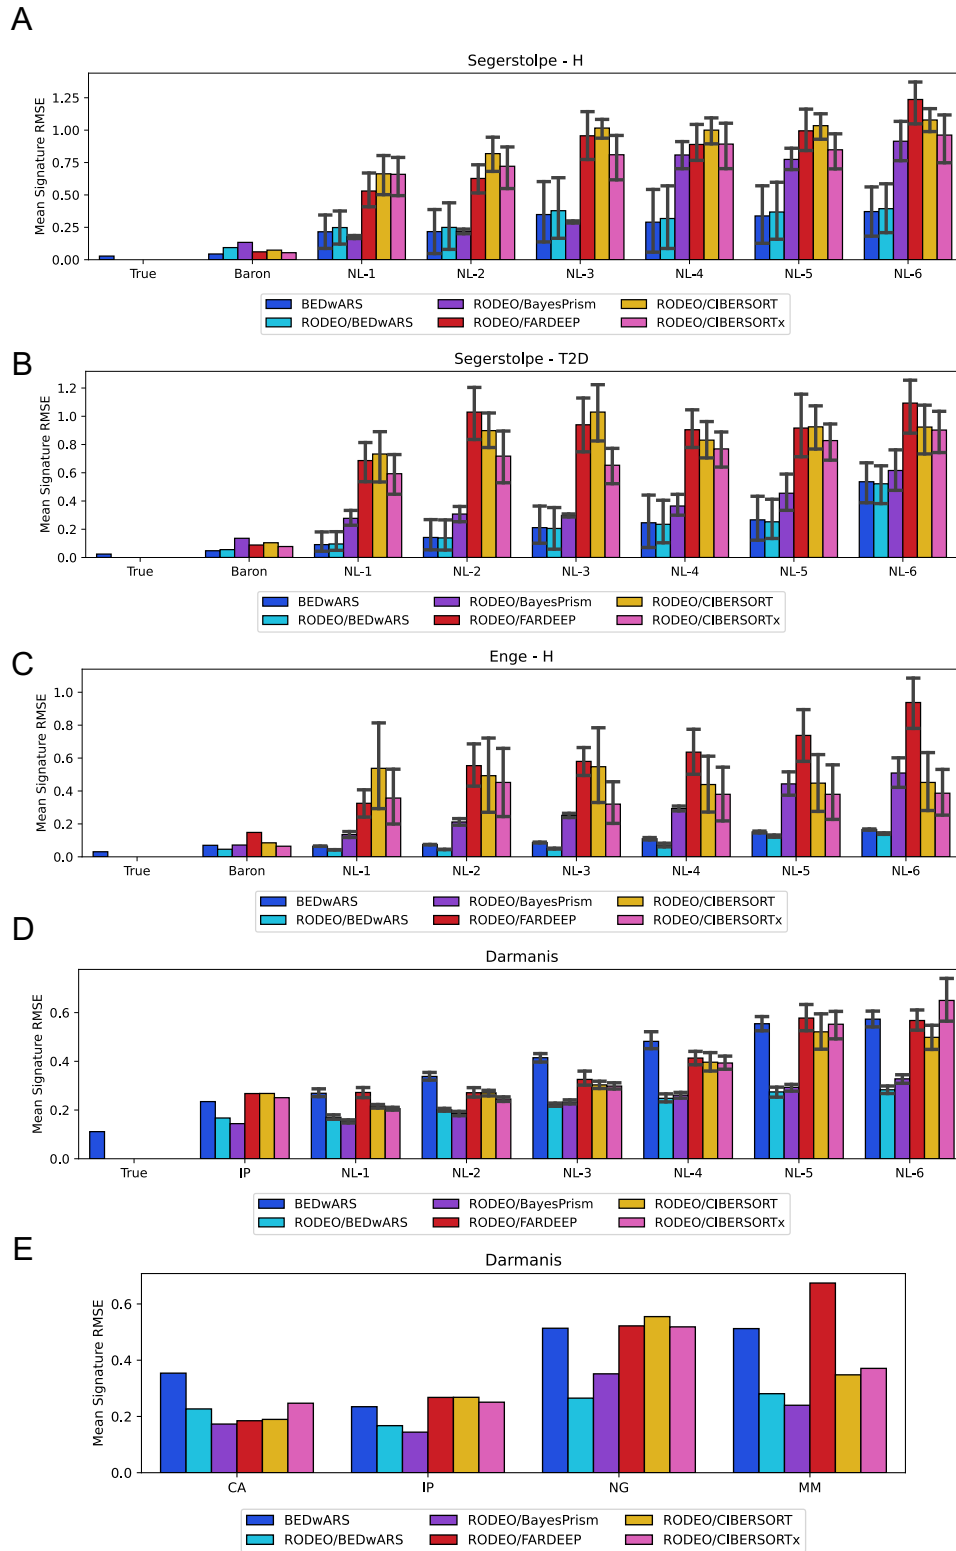 A
Segerstolpe - H
Mean Signature RMSE
1.25
1.00
0.75
0.50
0.25
0.00
True Baron NL-1 NL-2 NL-3 NL-4 NL-5 NL-6
BEDwARS RODEO/BayesPrism RODEO/CIBERSORT
RODEO/BEDwARS RODEO/FARDEEP RODEO/CIBERSORTx
B
Segerstolpe - T2D
Mean Signature RMSE
1.2
1.0
0.8
0.6
0.4
0.2
0.0
True Baron NL-1 NL-2 NL-3 NL-4 NL-5 NL-6
BEDwARS RODEO/BayesPrism RODEO/CIBERSORT
RODEO/BEDwARS RODEO/FARDEEP RODEO/CIBERSORTx
C
Enge - H
Mean Signature RMSE
1.0
0.8
0.6
0.4
0.2
0.0
True Baron NL-1 NL-2 NL-3 NL-4 NL-5 NL-6
BEDwARS RODEO/BayesPrism RODEO/CIBERSORT
RODEO/BEDwARS RODEO/FARDEEP RODEO/CIBERSORTx
D
Darmanis
Mean Signature RMSE
0.6
0.4
0.2
0.0
True IP NL-1 NL-2 NL-3 NL-4 NL-5 NL-6
BEDwARS RODEO/BayesPrism RODEO/CIBERSORT
RODEO/BEDwARS RODEO/FARDEEP RODEO/CIBERSORTx
E
Darmanis
Mean Signature RMSE
0.6
0.4
0.2
0.0
CA IP NG MM
BEDwARS RODEO/BayesPrism RODEO/CIBERSORT
RODEO/BEDwARS RODEO/FARDEEP RODEO/CIBERSORTx